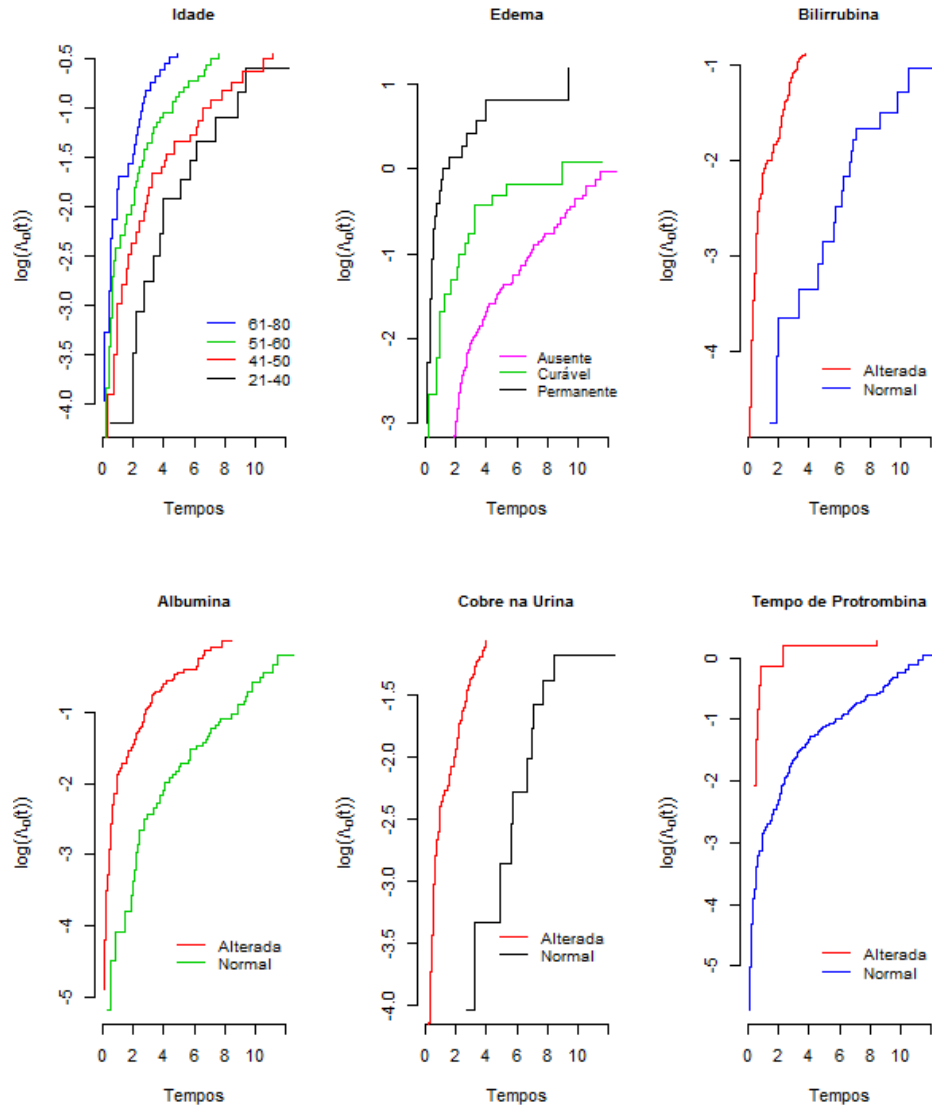 Idade
-0.5
-1.0
-1.5
-2.0
-2.5
-3.0
-3.5
-4.0
log(Λ₀(t))
61-80
51-60
41-50
21-40
0 2 4 6 8 10
Tempos
Edema
1
0
-1
-2
-3
log(Λ₀(t))
Ausente
Curável
Permanente
0 2 4 6 8 10
Tempos
Bilirrubina
-1
-2
-3
-4
log(Λ₀(t))
Alterada
Normal
0 2 4 6 8 10
Tempos
Albumina
-1
-2
-3
-4
-5
log(Λ₀(t))
Alterada
Normal
0 2 4 6 8 10
Tempos
Cobre na Urina
-1.5
-2.0
-2.5
-3.0
-3.5
-4.0
log(Λ₀(t))
Alterada
Normal
0 2 4 6 8 10
Tempos
Tempo de Protrombina
0
-1
-2
-3
-4
-5
log(Λ₀(t))
Alterada
Normal
0 2 4 6 8 10
Tempos